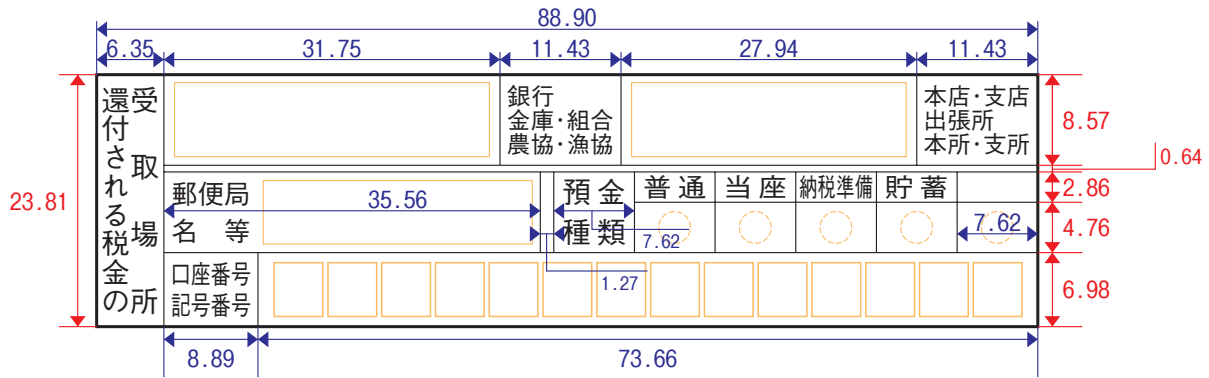 88.90
6.35 31.75 11.43 27.94 11.43
還付される税金の
受取場所
銀行
金庫・組合
農協・漁協
本店・支店
出張所
本所・支所
8.57
0.64
23.81
郵便局
名 等
35.56
預金
種類
普通 当座 納税準備 貯蓄
2.86
7.62
7.62
4.76
口座番号
記号番号
1.27
6.98
8.89 73.66